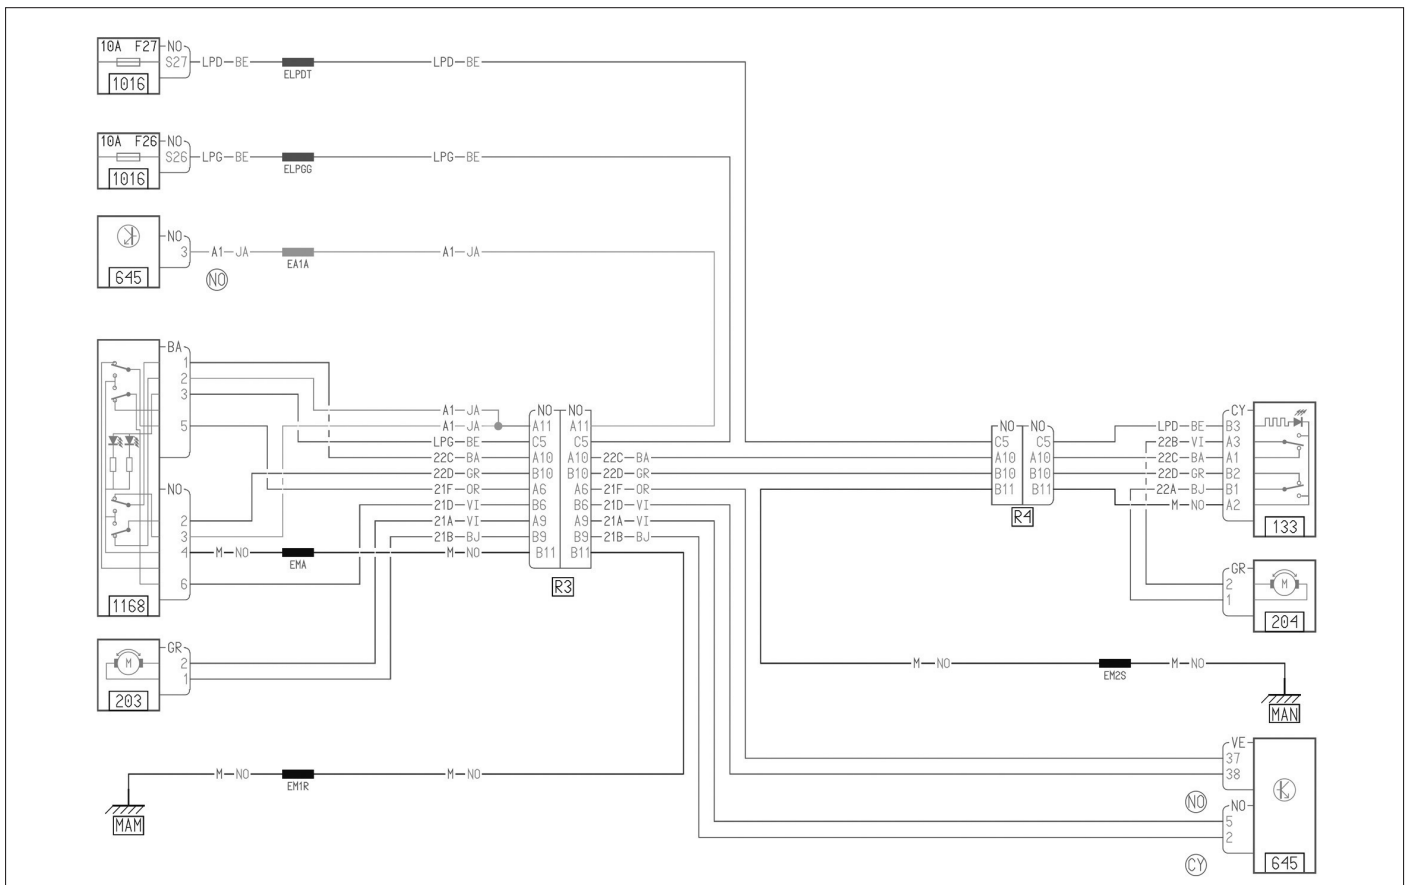 10A F27 NO
S27 LPD BE LPD BE
ELPDT
1016
10A F26 NO
S26 LPG BE LPG BE
ELPGG
1016
NO
3 A1 JA A1 JA
EA1A
645
NO
BA
1
2
3
5
NO
2
3
4 M NO M NO
EMA
6
1168
A1 JA
A1 JA
LPG BE
22C BA
22D GR
21F OR
21D VI
21A VI
21B BJ
NO NO
A11 A11
C5 C5
A10 A10 22C BA
B10 B10 22D GR
A6 A6 21F OR
B6 B6 21D VI
A9 A9 21A VI
B9 B9 21B BJ
B11 B11
R3
NO NO
C5 C5
A10 A10
B10 B10
B11 B11
R4
CY
LPD BE B3
22B VI A3
22C BA A1
22D GR B2
22A BJ B1
M NO A2
133
GR
2
1
M
204
GR
2
1
M
203
M NO M NO
EM2S
MAN
M NO M NO
EM1R
MAM
VE
37
38
NO
NO
5
2
CY
645